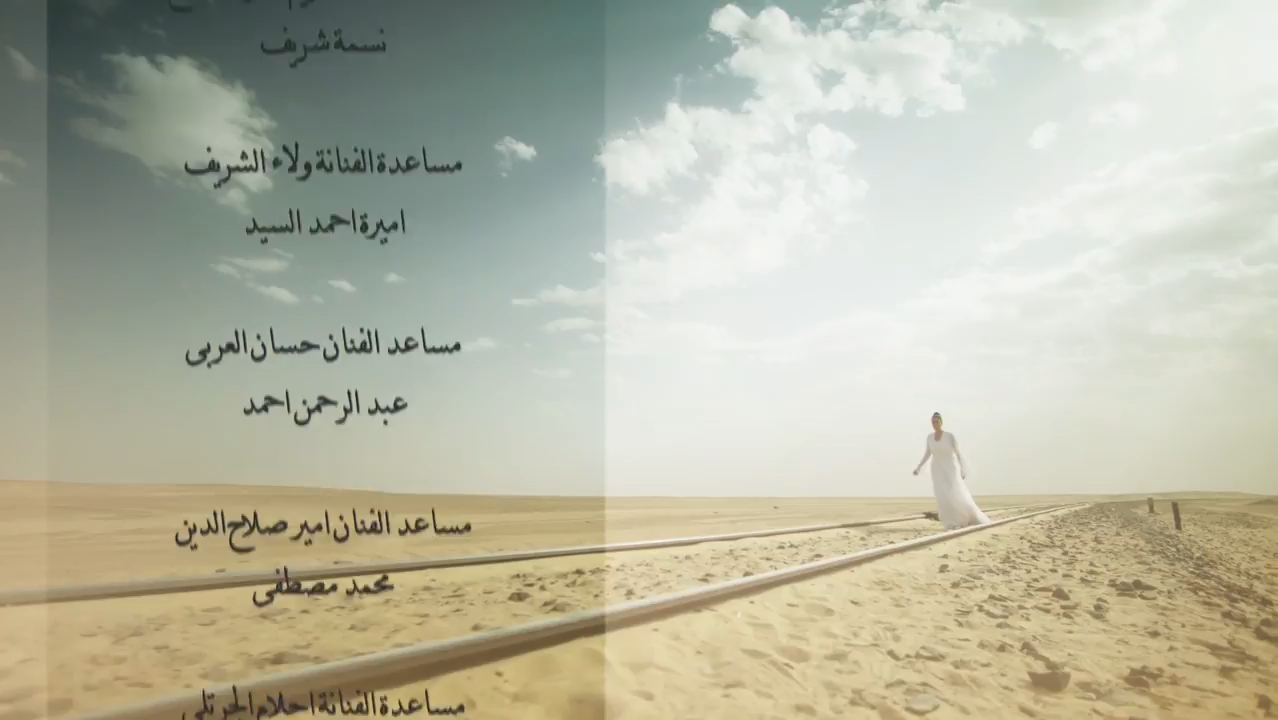 نسمة شريف
مساعدة الفنانة ولاء الشريف
اميرة احمد السيد
مساعد الفنان حسان العربى
عبد الرحمن احمد
مساعد الفنان امير صلاح الدين
محمد مصطفى
مساعدة الفنانة احلام الجرتلى